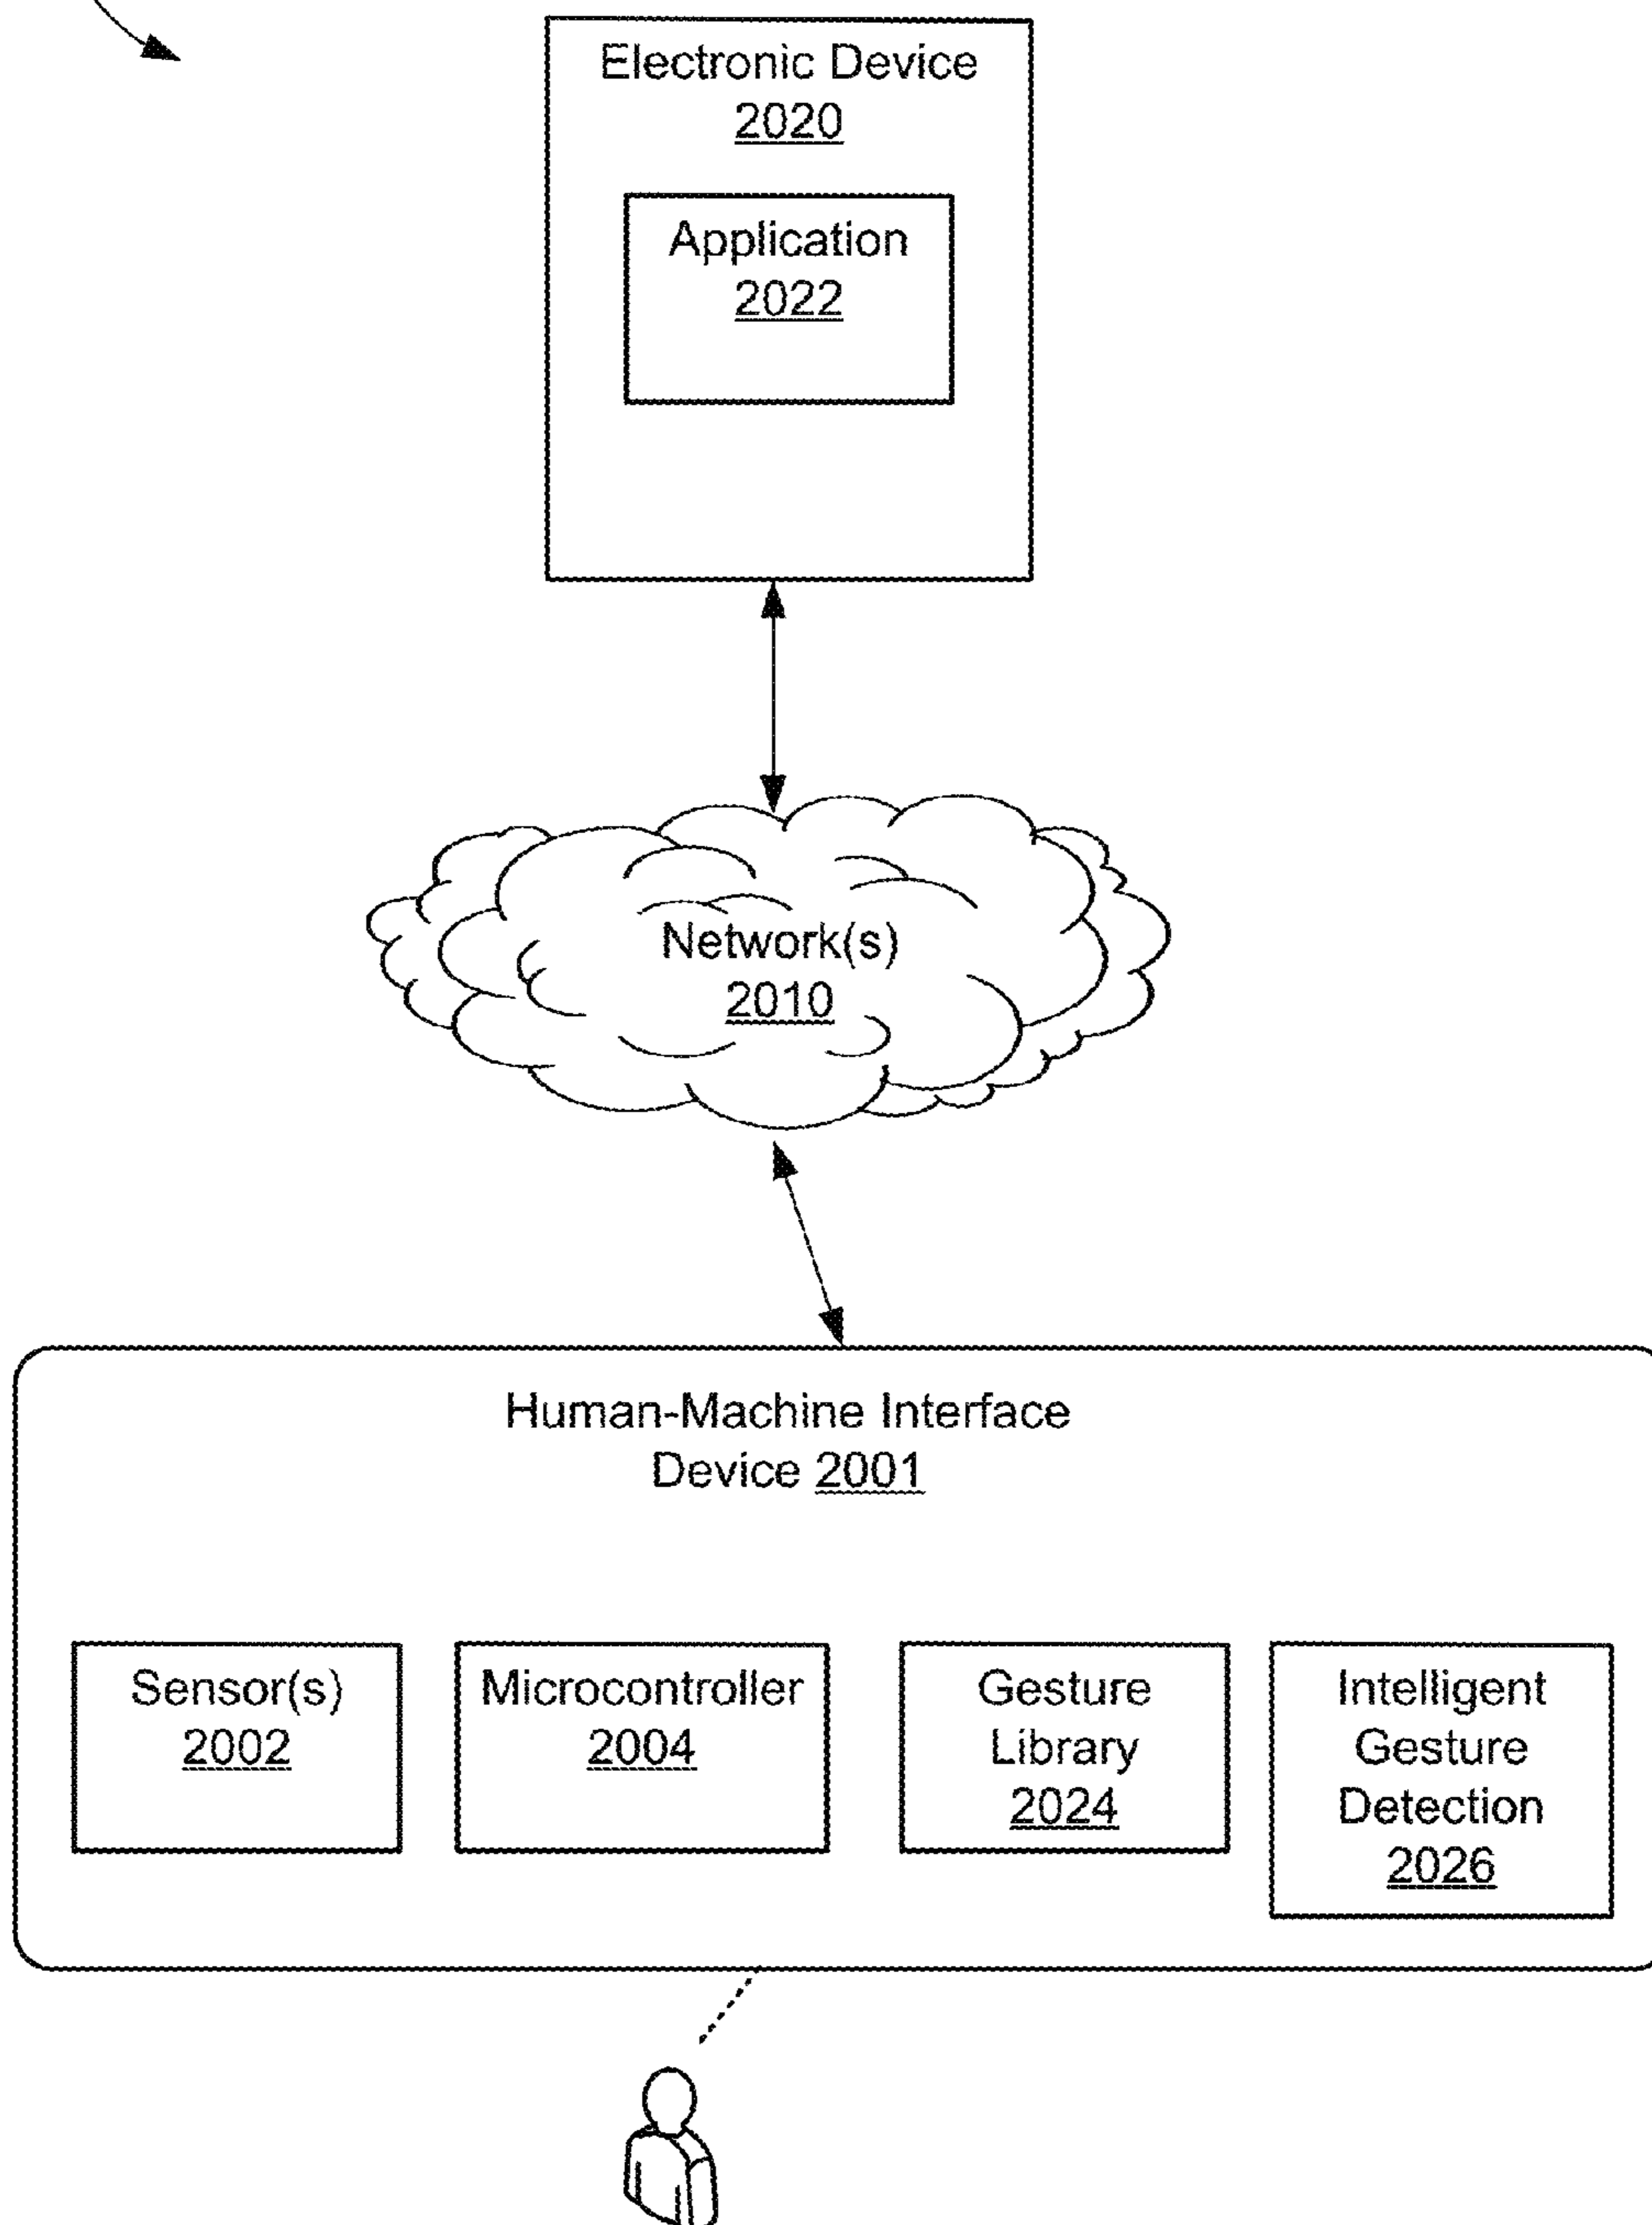 Electronic Device
2020
Application
2022
Network(s)
2010
Human-Machine Interface
Device 2001
Sensor(s)
2002
Microcontroller
2004
Gesture
Library
2024
Intelligent
Gesture
Detection
2026